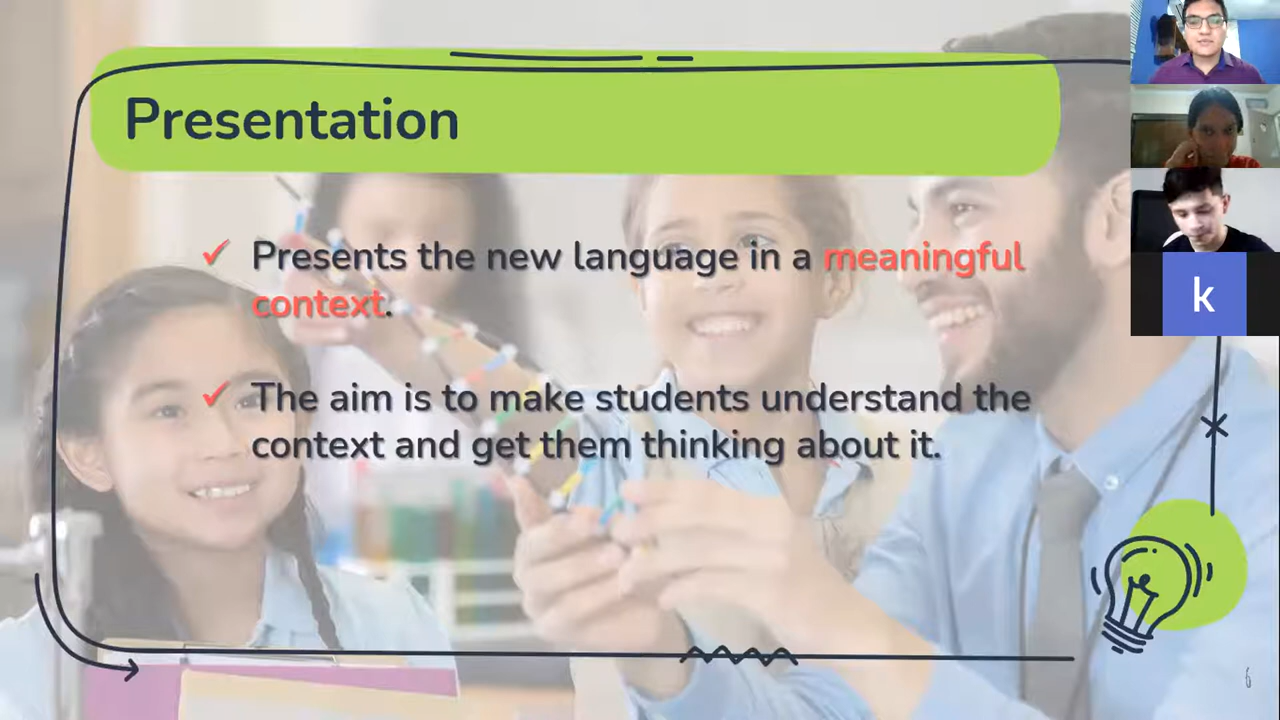 Presentation
✓ Presents the new language in a meaningful
context.
✓ The aim is to make students understand the
context and get them thinking about it.
k
6